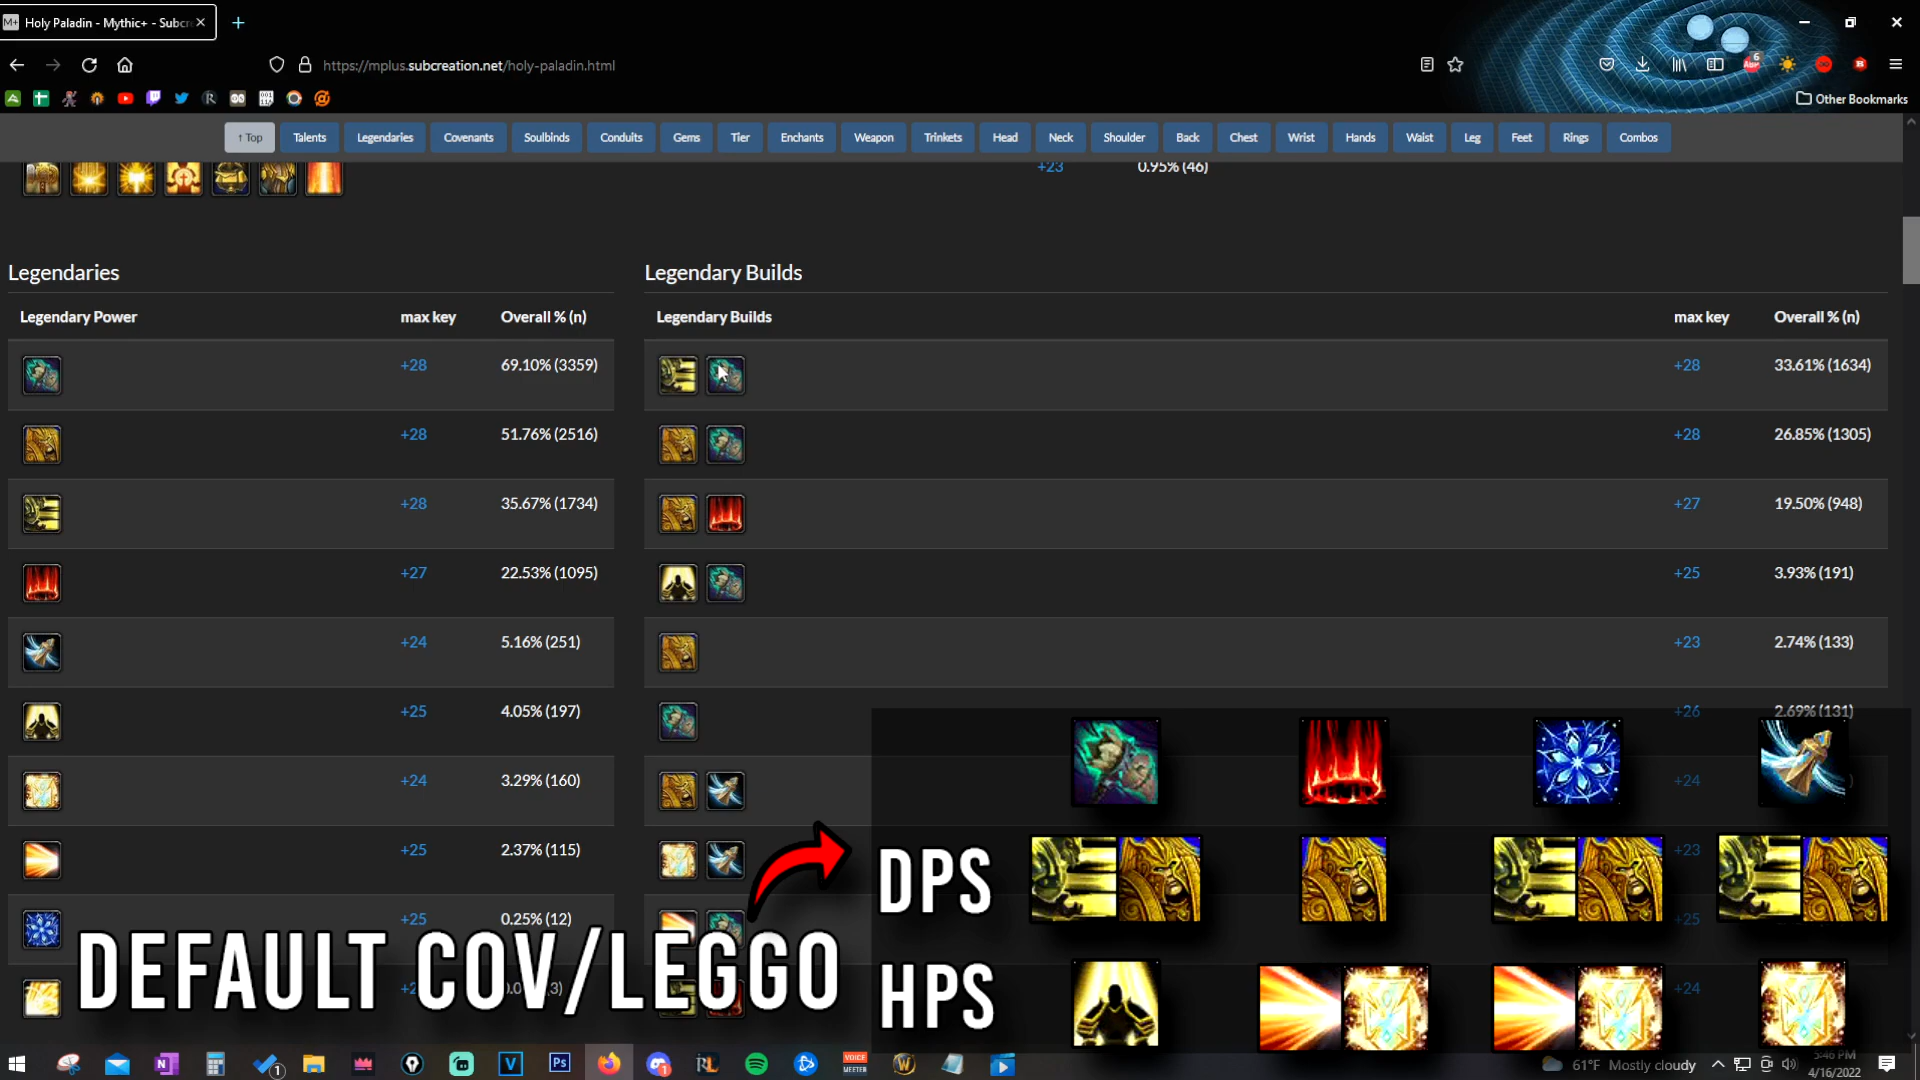 Holy Paladin - Mythic+ - Subcr
https://mplus.subcreation.net/holy-paladin.html
6
Other Bookmarks
↑ Top Talents Legendaries Covenants Soulbinds Conduits Gems Tier Enchants Weapon Trinkets Head Neck Shoulder Back Chest Wrist Hands Waist Leg Feet Rings Combos
+23 0.95% (46)
Legendaries
Legendary Power max key Overall % (n)
+28 69.10% (3359)
+28 51.76% (2516)
+28 35.67% (1734)
+27 22.53% (1095)
+24 5.16% (251)
+25 4.05% (197)
+24 3.29% (160)
+25 2.37% (115)
+25 0.25% (12)
Legendary Builds
Legendary Builds max key Overall % (n)
+28 33.61% (1634)
+28 26.85% (1305)
+27 19.50% (948)
+25 3.93% (191)
+23 2.74% (133)
+26 2.69% (131)
+24
+23
+25
+24
DEFAULT COV/LEGGO
DPS
HPS
61°F Mostly cloudy
5:46 PM
4/16/2022